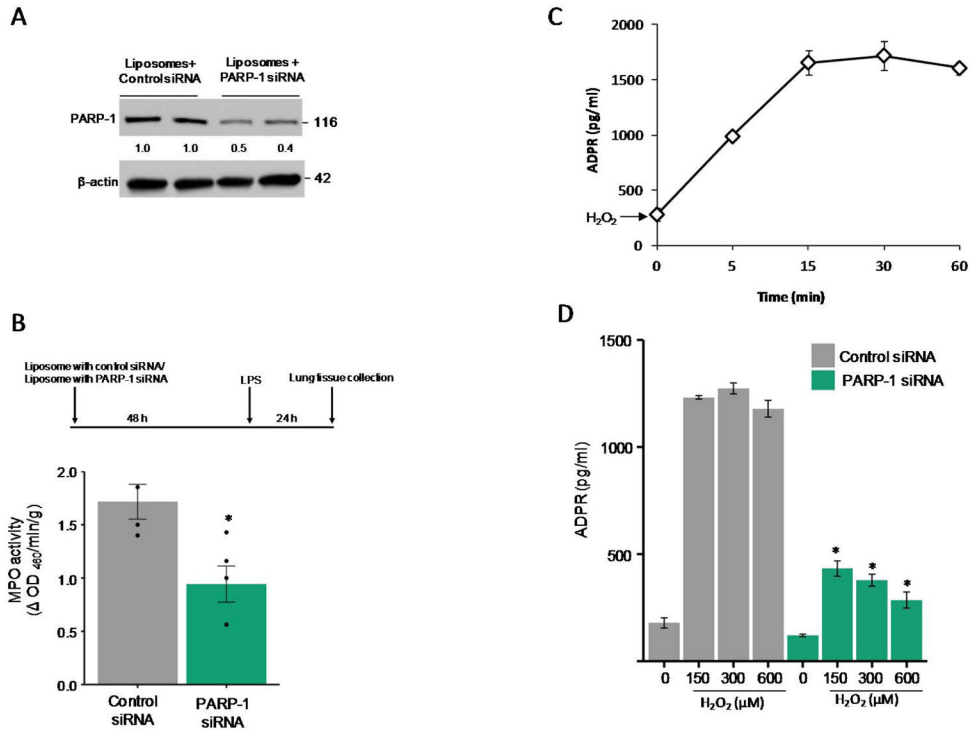 A
Liposomes+
Control siRNA
Liposomes +
PARP-1 siRNA
PARP-1
116
1.0 1.0 0.5 0.4
β-actin
42
B
Liposome with control siRNA/
Liposome with PARP-1 siRNA
LPS
Lung tissue collection
48 h
24 h
MPO activity
(Δ OD 460/min/g)
2.0
1.5
1.0
0.5
0.0
*
Control
siRNA
PARP-1
siRNA
C
ADPR (pg/ml)
2000
1500
1000
500
0
H2O2
0 5 15 30 60
Time (min)
D
ADPR (pg/ml)
1500
1000
500
Control siRNA
PARP-1 siRNA
* * *
0 150 300 600 0 150 300 600
H2O2 (μM) H2O2 (μM)